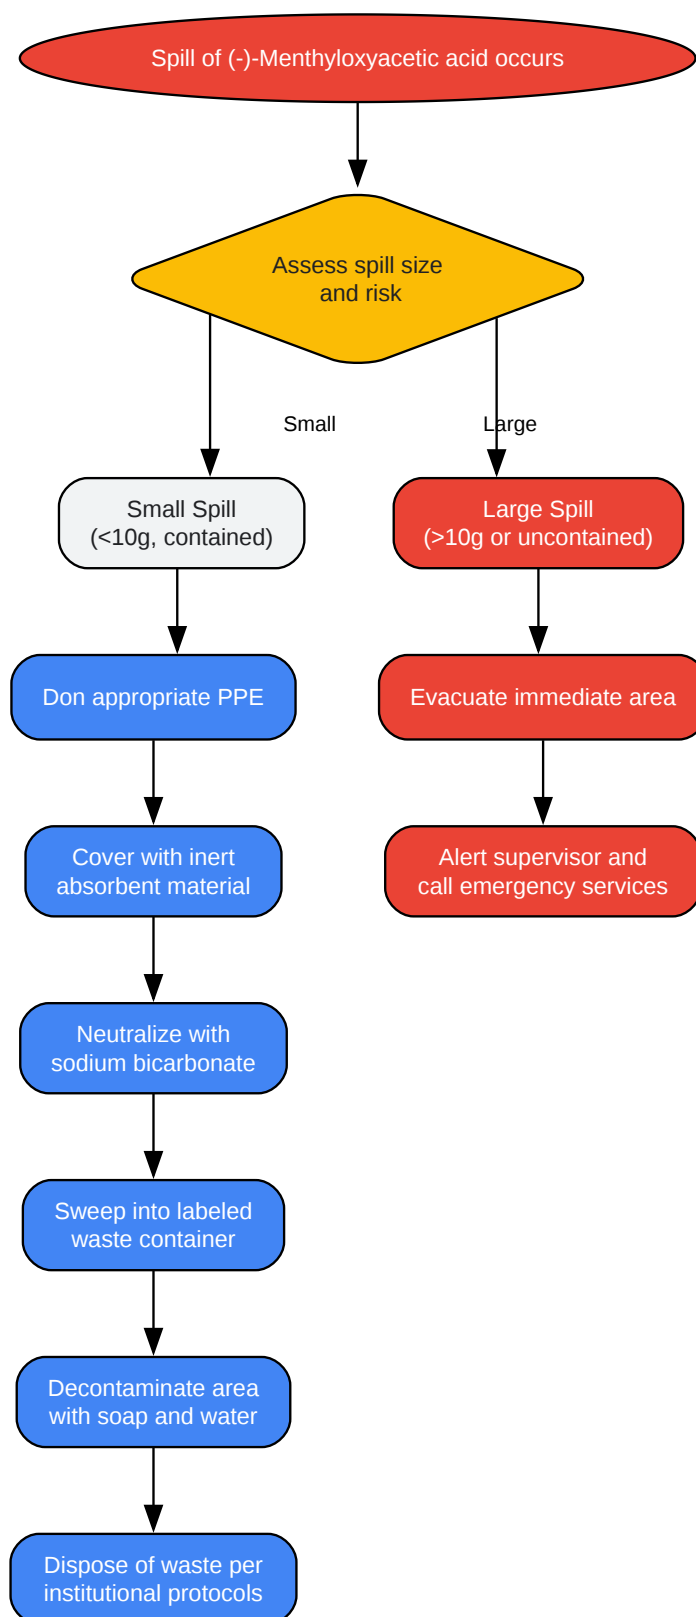 Spill of (-)-Menthyloxyacetic acid occurs
Assess spill size
and risk
Small
Large
Small Spill
(<10g, contained)
Large Spill
(>10g or uncontained)
Don appropriate PPE
Evacuate immediate area
Cover with inert
absorbent material
Alert supervisor and
call emergency services
Neutralize with
sodium bicarbonate
Sweep into labeled
waste container
Decontaminate area
with soap and water
Dispose of waste per
institutional protocols